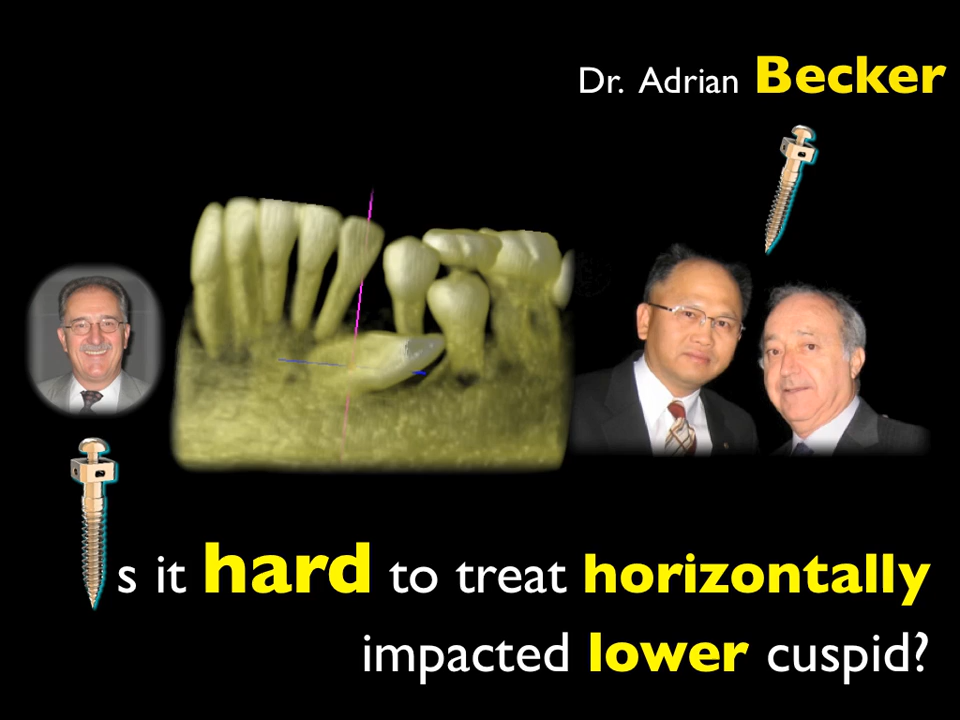 Dr. Adrian Becker
s it hard to treat horizontally
impacted lower cuspid?